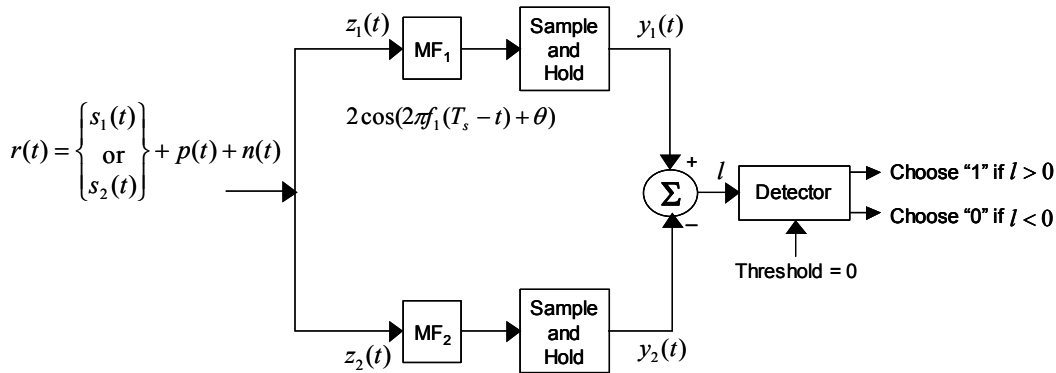 z₁(t)
MF₁
Sample
and
Hold
y₁(t)
2cos(2πf₁(Tₛ − t) + θ)
r(t) = { s₁(t)
or
s₂(t) } + p(t) + n(t)
+
Σ
−
l
Detector
Choose “1” if l > 0
Choose “0” if l < 0
Threshold = 0
z₂(t)
MF₂
Sample
and
Hold
y₂(t)